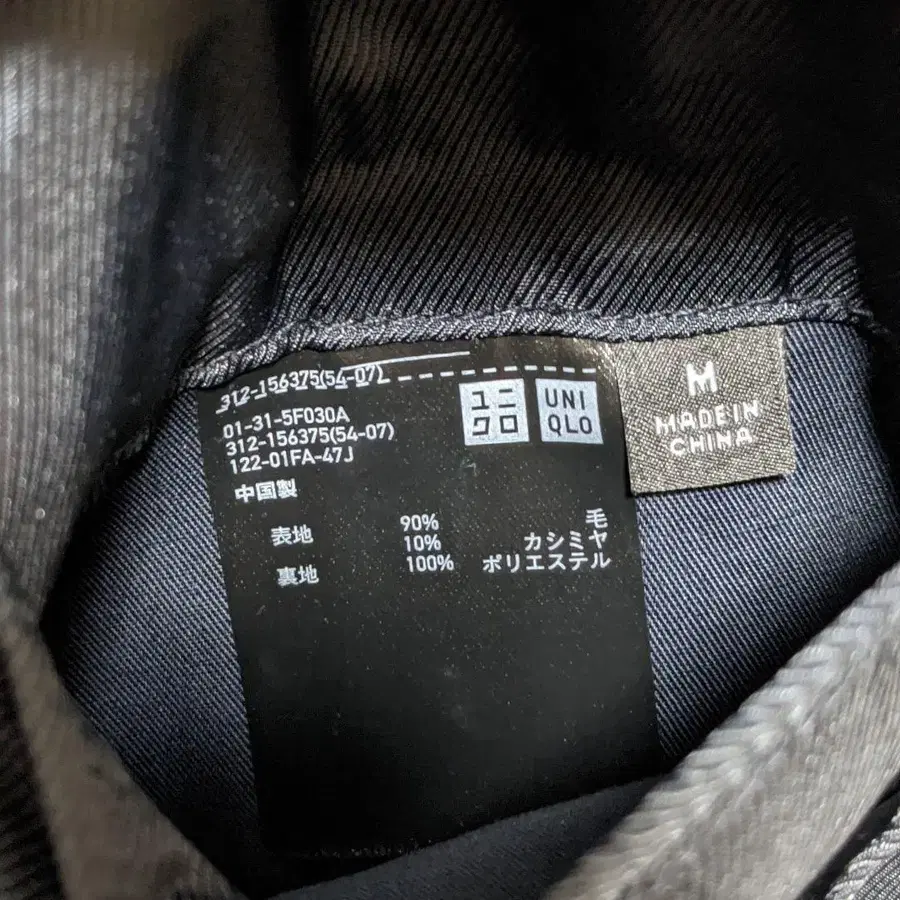 312-156375(54-07)
01-31-5F030A
312-156375(54-07)
122-01FA-47J
中国製
表地 90% 毛
10% カシミヤ
裏地 100% ポリエステル
ユニ
クロ
UNI
QLO
M
MADE IN
CHINA